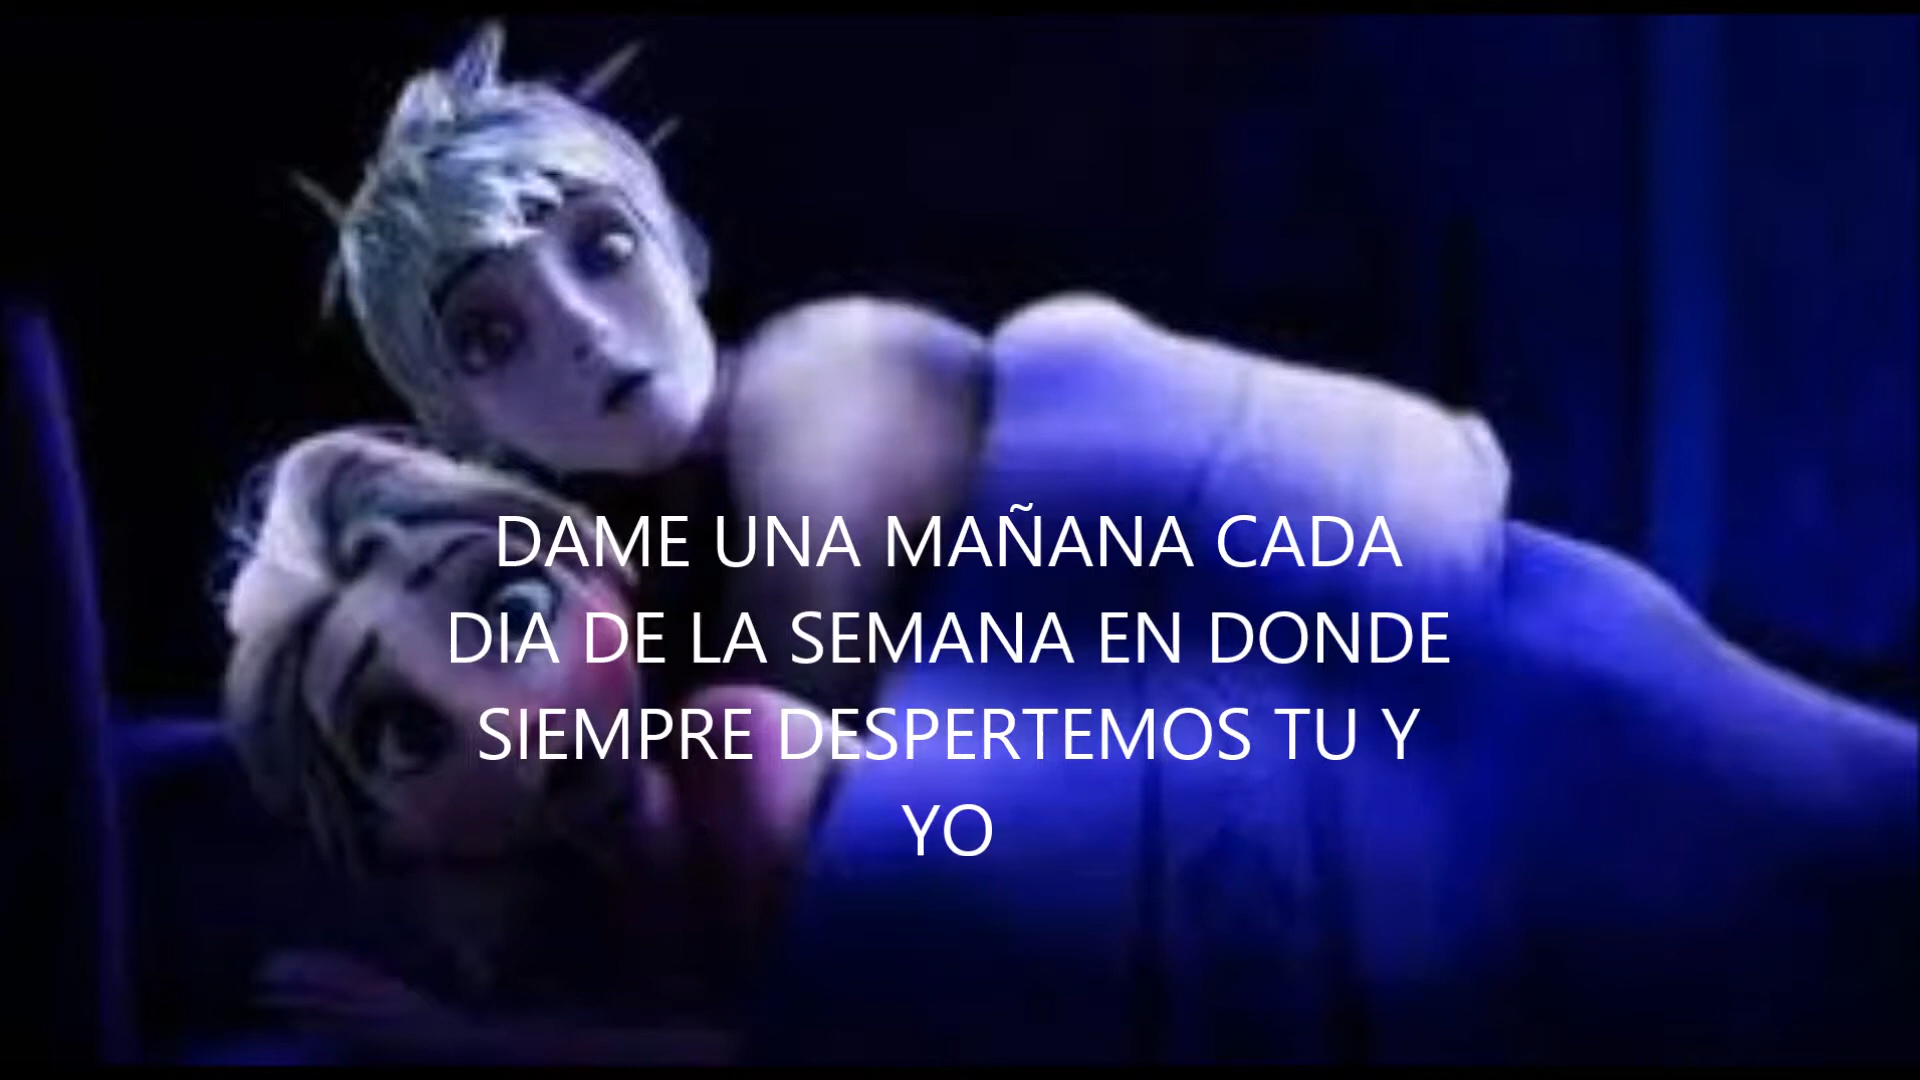 DAME UNA MAÑANA CADA
DIA DE LA SEMANA EN DONDE
SIEMPRE DESPERTEMOS TU Y
YO